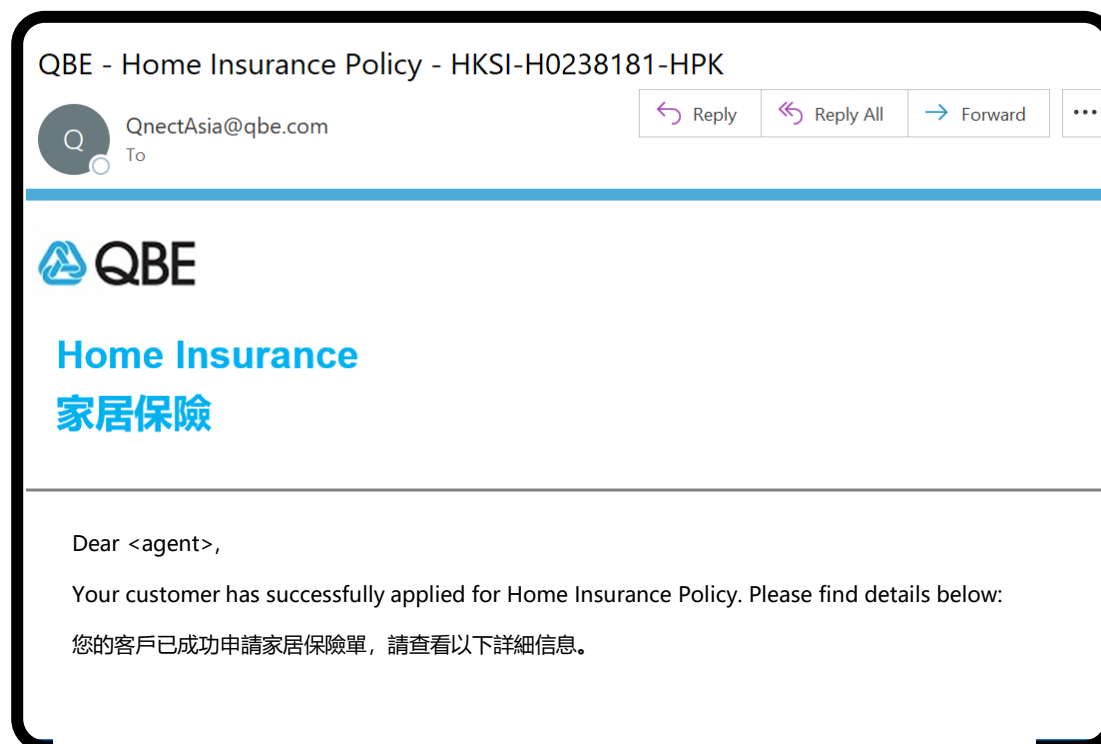 QBE - Home Insurance Policy - HKSI-H0238181-HPK
Q
QnectAsia@qbe.com
To
Reply
Reply All
Forward
QBE
Home Insurance
家居保險
Dear <agent>,
Your customer has successfully applied for Home Insurance Policy. Please find details below:
您的客戶已成功申請家居保險單，請查看以下詳細信息。